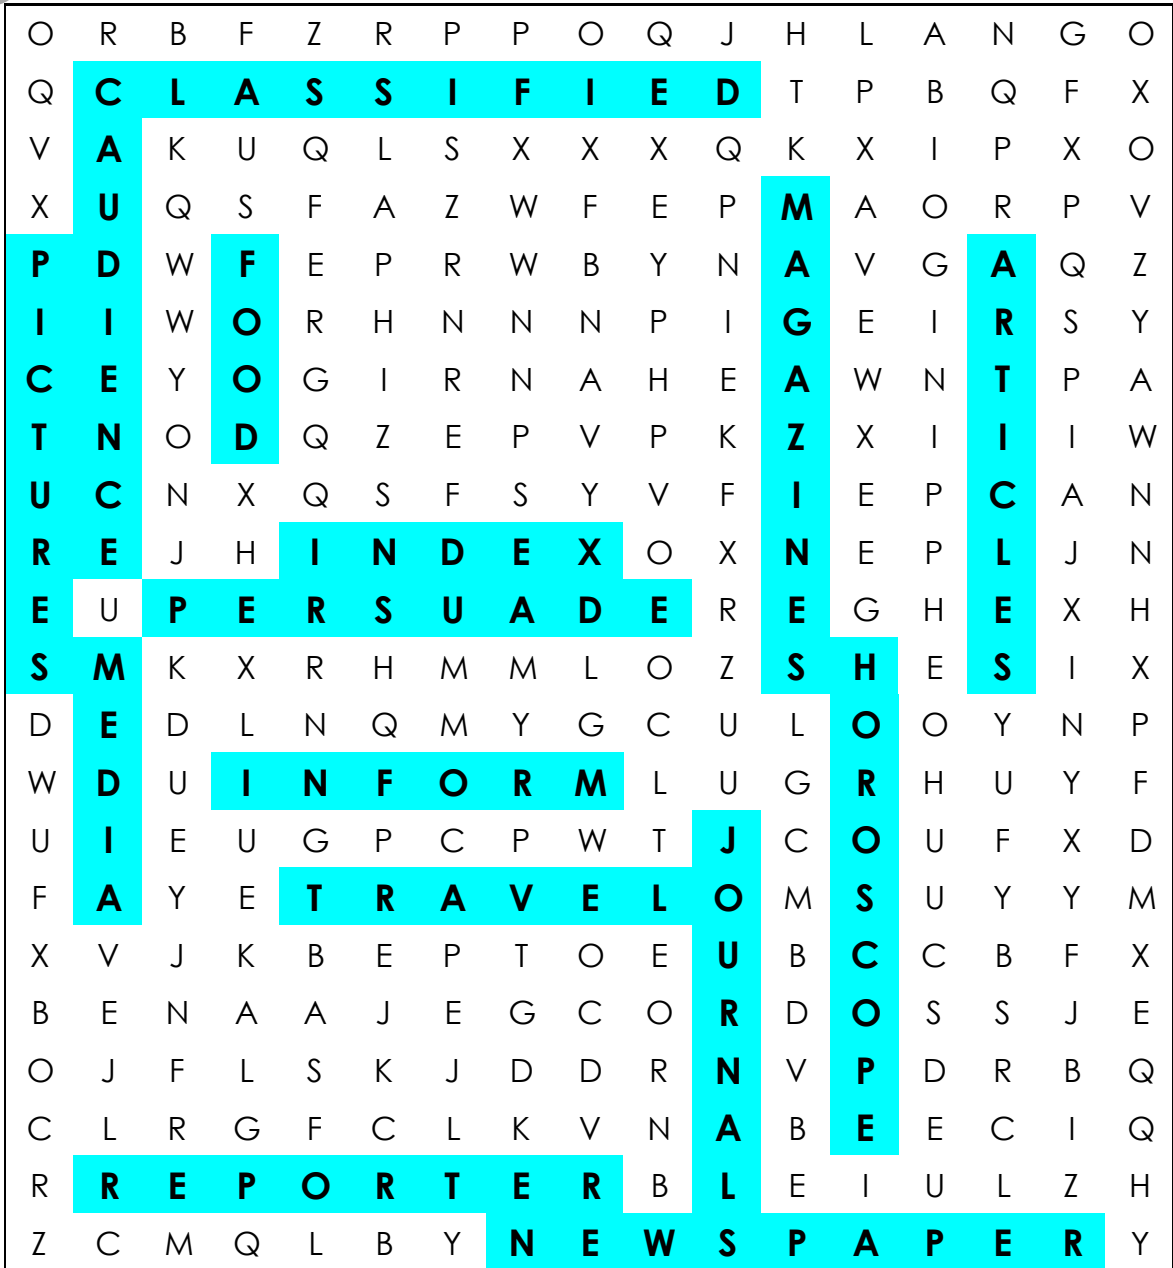 O R B F Z R P P O Q J H L A N G O
Q C L A S S I F I E D T P B Q F X
V A K U Q L S X X X Q K X I P X O
X U Q S F A Z W F E P M A O R P V
P D W F E P R W B Y N A V G A Q Z
I I W O R H N N N P I G E I R S Y
C E Y O G I R N A H E A W N T P A
T N O D Q Z E P V P K Z X I I I W
U C N X Q S F S Y V F I E P C A N
R E J H I N D E X O X N E P L J N
E U P E R S U A D E R E G H E X H
S M K X R H M M L O Z S H E S I X
D E D L N Q M Y G C U L O O Y N P
W D U I N F O R M L U G R H U Y F
U I E U G P C P W T J C O U F X D
F A Y E T R A V E L O M S U Y Y M
X V J K B E P T O E U B C C B F X
B E N A A J E G C O R D O S S J E
O J F L S K J D D R N V P D R B Q
C L R G F C L K V N A B E E C I Q
R R E P O R T E R B L E I U L Z H
Z C M Q L B Y N E W S P A P E R Y